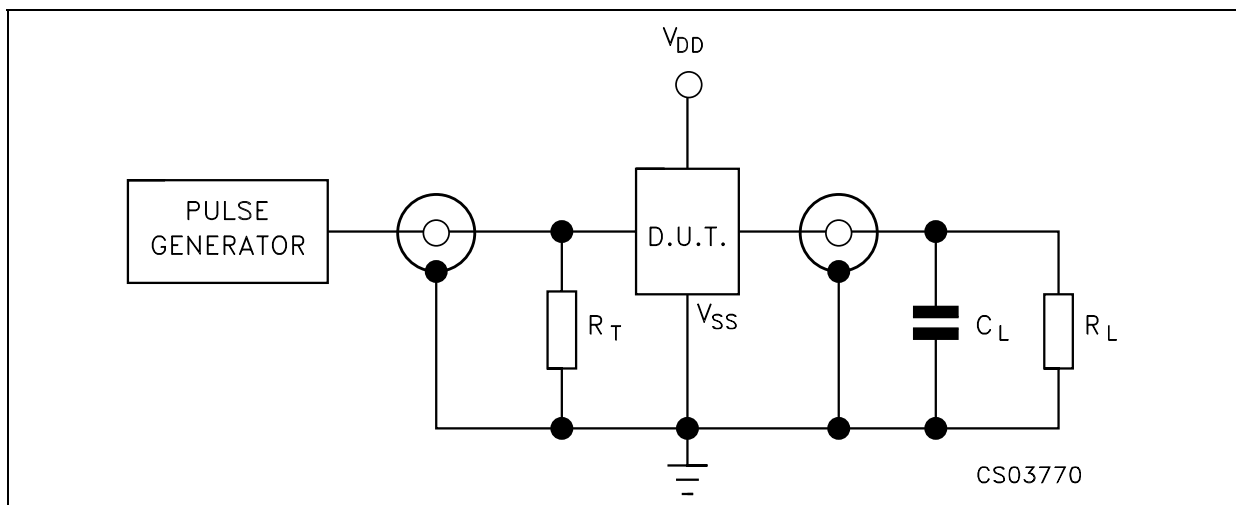 VDD
PULSE
GENERATOR
D.U.T.
RT
VSS
CL
RL
CS03770